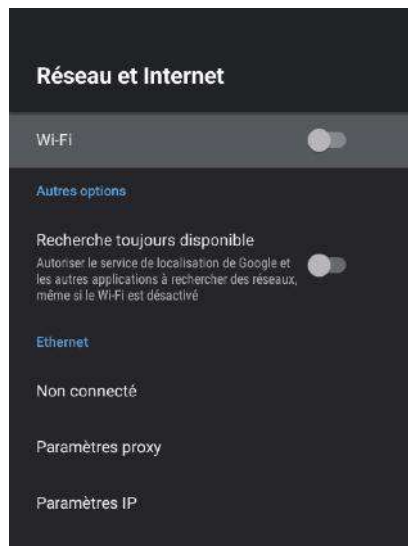 Réseau et Internet
Wi-Fi
Autres options
Recherche toujours disponible
Autoriser le service de localisation de Google et
les autres applications à rechercher des réseaux,
même si le Wi-Fi est désactivé
Ethernet
Non connecté
Paramètres proxy
Paramètres IP